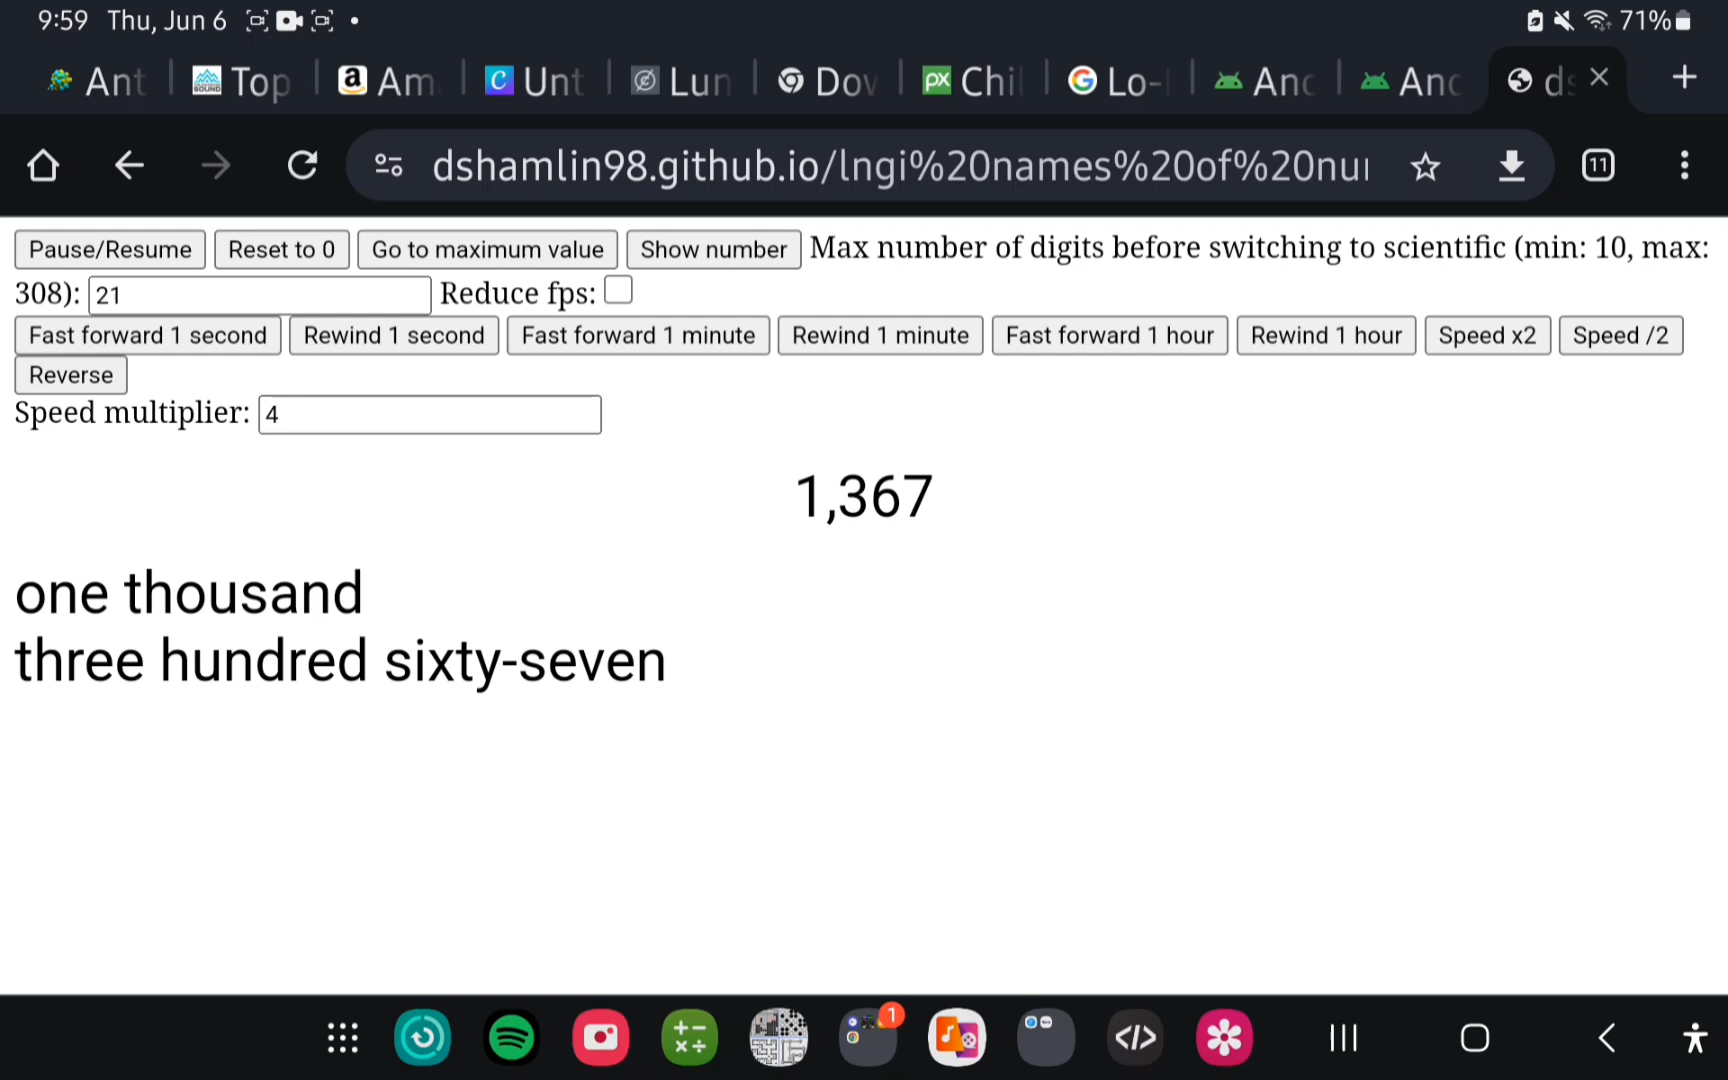 9:59 Thu, Jun 6 71%
Ant Top Am Unt Lun Dov Chil Lo- Anc Anc ds
dshamlin98.github.io/lngi%20names%20of%20nu
11
Pause/Resume Reset to 0 Go to maximum value Show number Max number of digits before switching to scientific (min: 10, max:
308): 21 Reduce fps:
Fast forward 1 second Rewind 1 second Fast forward 1 minute Rewind 1 minute Fast forward 1 hour Rewind 1 hour Speed x2 Speed /2
Reverse
Speed multiplier: 4
1,367
one thousand
three hundred sixty-seven
1